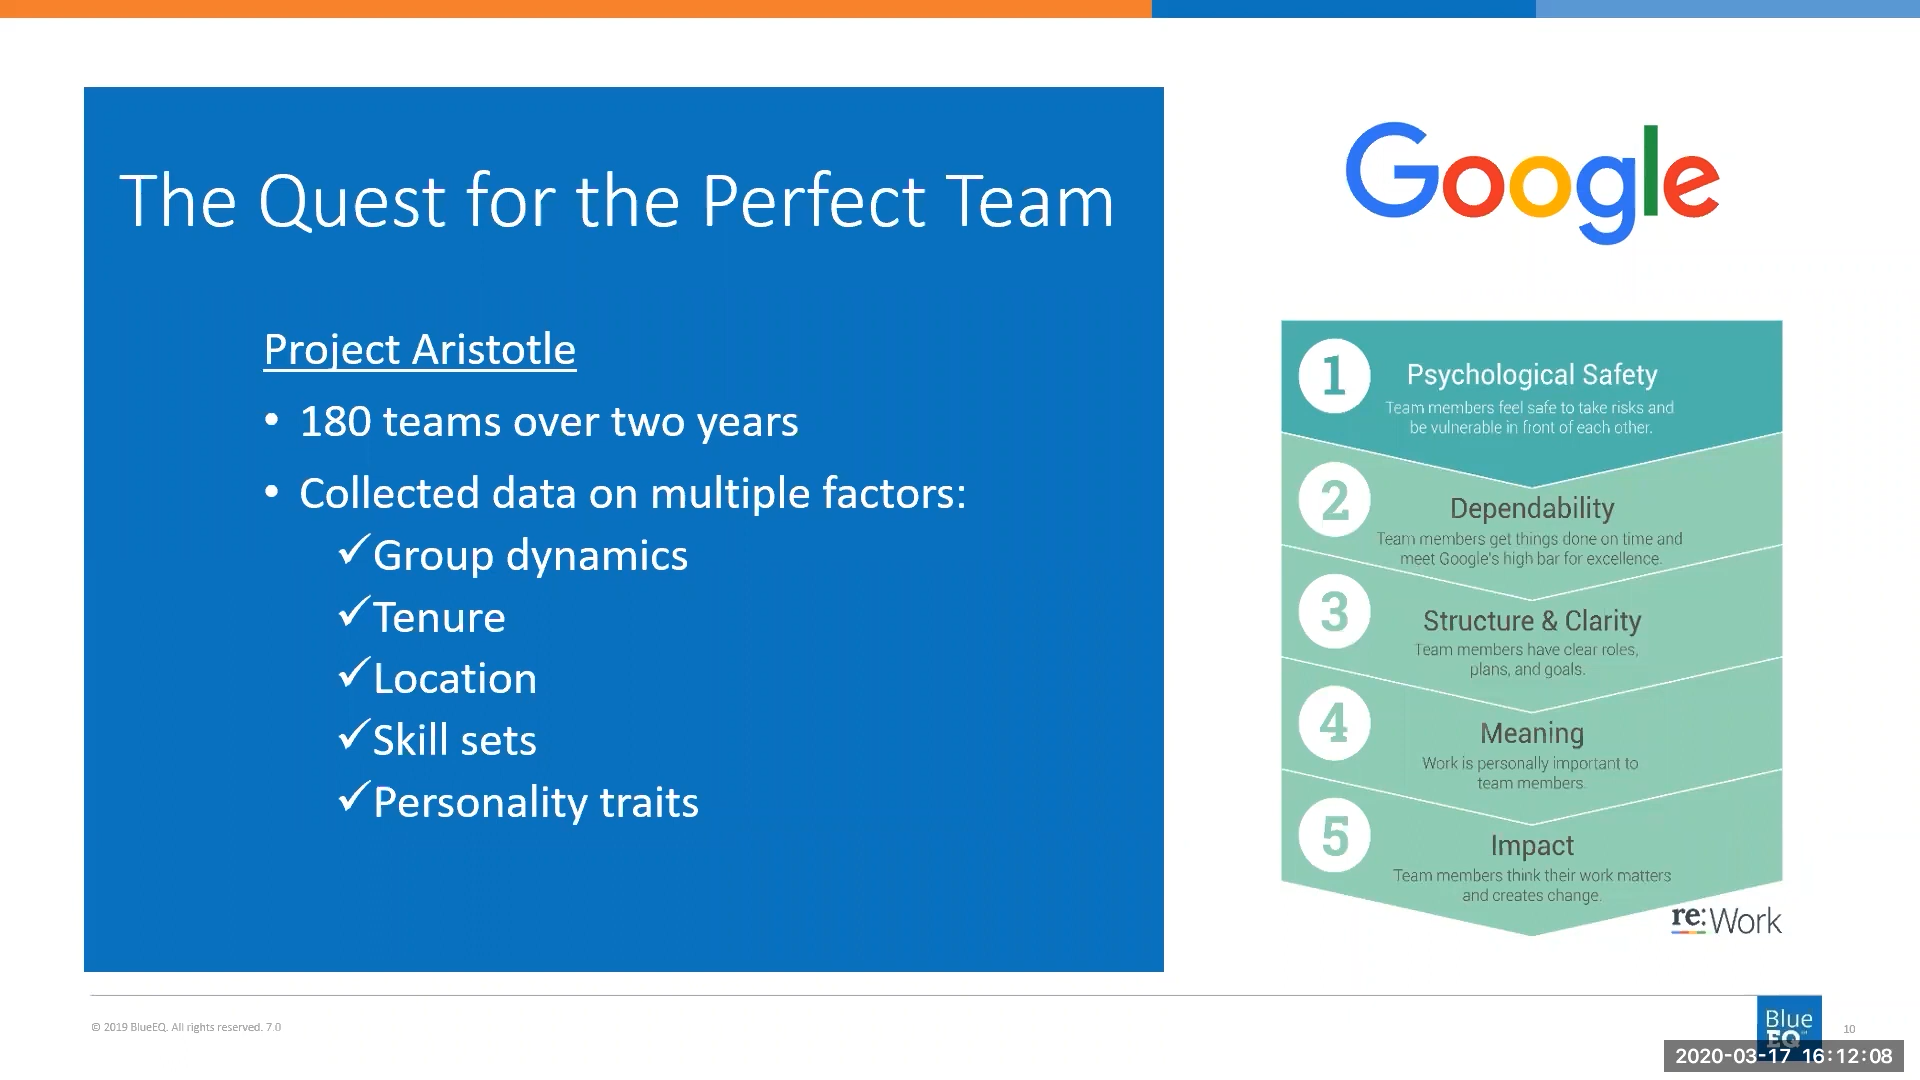 The Quest for the Perfect Team
Project Aristotle
• 180 teams over two years
• Collected data on multiple factors:
✓Group dynamics
✓Tenure
✓Location
✓Skill sets
✓Personality traits
Google
1
Psychological Safety
Team members feel safe to take risks and
be vulnerable in front of each other.
2
Dependability
Team members get things done on time and
meet Google's high bar for excellence.
3
Structure & Clarity
Team members have clear roles,
plans, and goals.
4
Meaning
Work is personally important to
team members.
5
Impact
Team members think their work matters
and creates change.
re:Work
© 2019 BlueEQ. All rights reserved. 7.0
Blue
EQ
10
2020-03-17 16:12:08